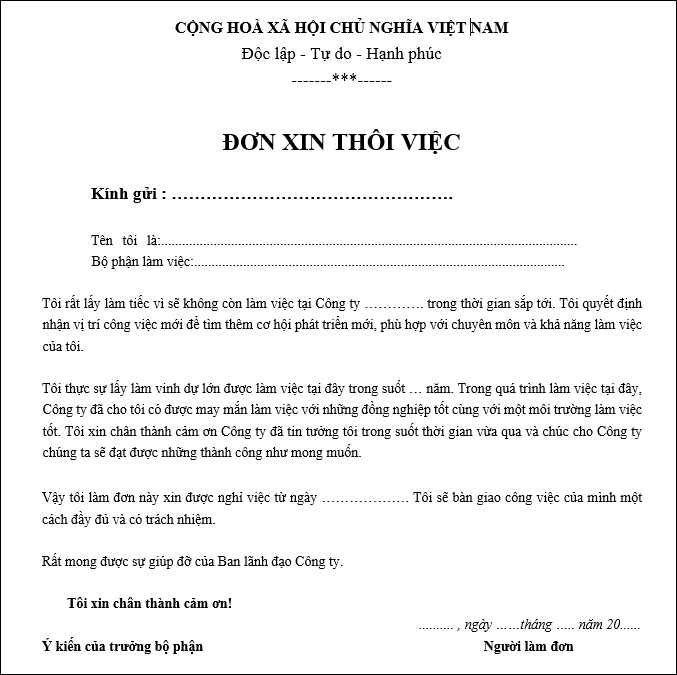 CỘNG HOÀ XÃ HỘI CHỦ NGHĨA VIỆT NAM
Độc lập - Tự do - Hạnh phúc
-------***------
ĐƠN XIN THÔI VIỆC
Kính gửi : …………………………………………
Tên tôi là:.......................................................................................................................
Bộ phận làm việc:..........................................................................................................
Tôi rất lấy làm tiếc vì sẽ không còn làm việc tại Công ty …………. trong thời gian sắp tới. Tôi quyết định
nhận vị trí công việc mới để tìm thêm cơ hội phát triển mới, phù hợp với chuyên môn và khả năng làm việc
của tôi.
Tôi thực sự lấy làm vinh dự lớn được làm việc tại đây trong suốt … năm. Trong quá trình làm việc tại đây,
Công ty đã cho tôi có được may mắn làm việc với những đồng nghiệp tốt cùng với một môi trường làm việc
tốt. Tôi xin chân thành cảm ơn Công ty đã tin tưởng tôi trong suốt thời gian vừa qua và chúc cho Công ty
chúng ta sẽ đạt được những thành công như mong muốn.
Vậy tôi làm đơn này xin được nghỉ việc từ ngày ………………. Tôi sẽ bàn giao công việc của mình một
cách đầy đủ và có trách nhiệm.
Rất mong được sự giúp đỡ của Ban lãnh đạo Công ty.
Tôi xin chân thành cảm ơn!
.......... , ngày ……tháng ..... năm 20......
Ý kiến của trưởng bộ phận Người làm đơn